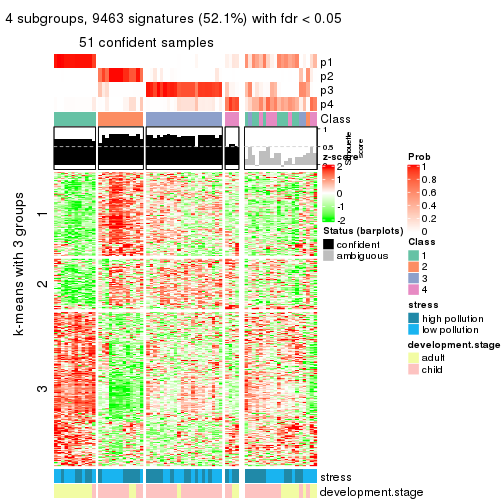 4 subgroups, 9463 signatures (52.1%) with fdr < 0.05
51 confident samples
p1
p2
p3
p4
Class
1
0.5
0
Silhouette
score
k-means with 3 groups
1
2
3
z-score
2
1
0
-1
-2
Status (barplots)
confident
ambiguous
Prob
1
0.8
0.6
0.4
0.2
0
Class
1
2
3
4
stress
high pollution
low pollution
development.stage
adult
child
stress
development.stage